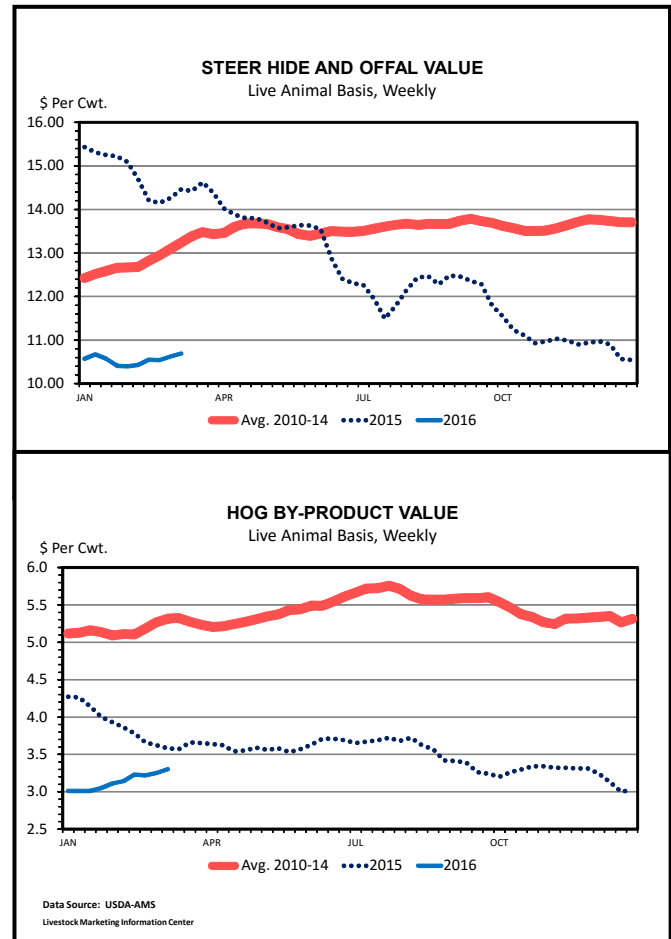 STEER HIDE AND OFFAL VALUE
Live Animal Basis, Weekly
$ Per Cwt.
16.00
15.00
14.00
13.00
12.00
11.00
10.00
JAN APR JUL OCT
Avg. 2010-14 2015 2016
HOG BY-PRODUCT VALUE
Live Animal Basis, Weekly
$ Per Cwt.
6.0
5.5
5.0
4.5
4.0
3.5
3.0
2.5
JAN APR JUL OCT
Avg. 2010-14 2015 2016
Data Source: USDA-AMS
Livestock Marketing Information Center